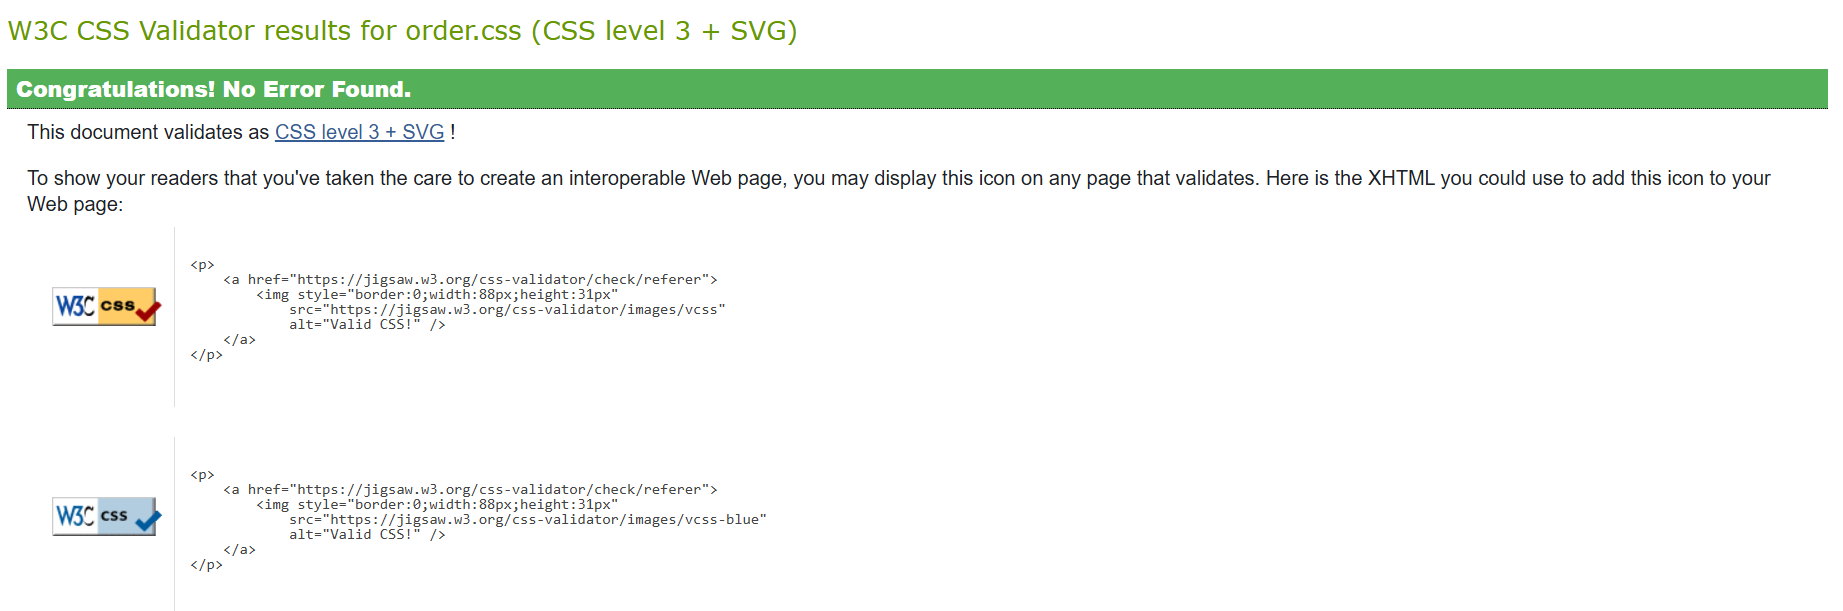 W3C CSS Validator results for order.css (CSS level 3 + SVG)
Congratulations! No Error Found.
This document validates as CSS level 3 + SVG !
To show your readers that you've taken the care to create an interoperable Web page, you may display this icon on any page that validates. Here is the XHTML you could use to add this icon to your
Web page:
W3C css
<p>
    <a href="https://jigsaw.w3.org/css-validator/check/referer">
        <img style="border:0;width:88px;height:31px"
            src="https://jigsaw.w3.org/css-validator/images/vcss"
            alt="Valid CSS!" />
    </a>
</p>
W3C css
<p>
    <a href="https://jigsaw.w3.org/css-validator/check/referer">
        <img style="border:0;width:88px;height:31px"
            src="https://jigsaw.w3.org/css-validator/images/vcss-blue"
            alt="Valid CSS!" />
    </a>
</p>